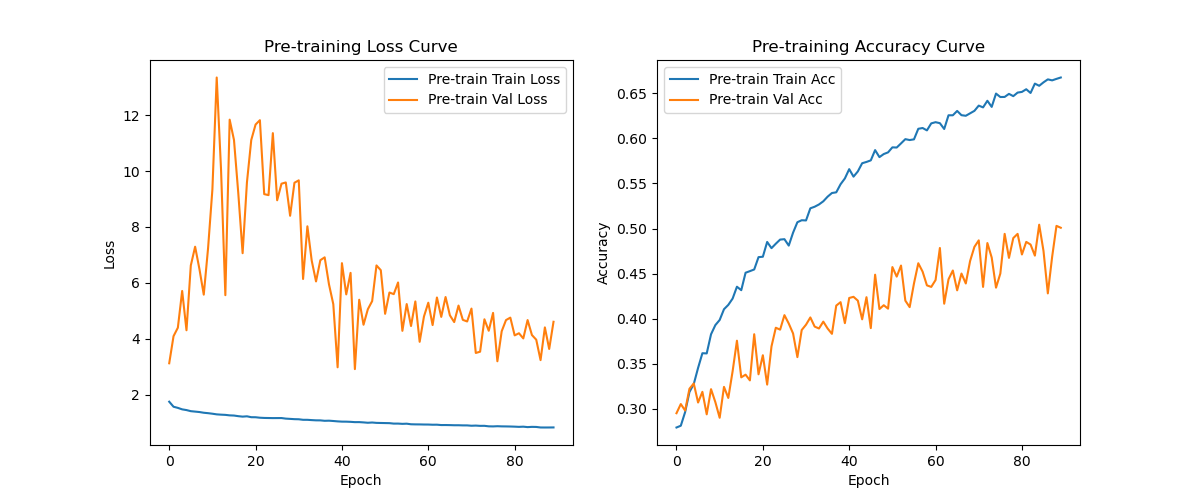 Pre-training Loss Curve
Pre-train Train Loss
Pre-train Val Loss
12
10
8
6
4
2
Loss
0
20
40
60
80
Epoch
Pre-training Accuracy Curve
Pre-train Train Acc
Pre-train Val Acc
0.65
0.60
0.55
0.50
0.45
0.40
0.35
0.30
Accuracy
0
20
40
60
80
Epoch